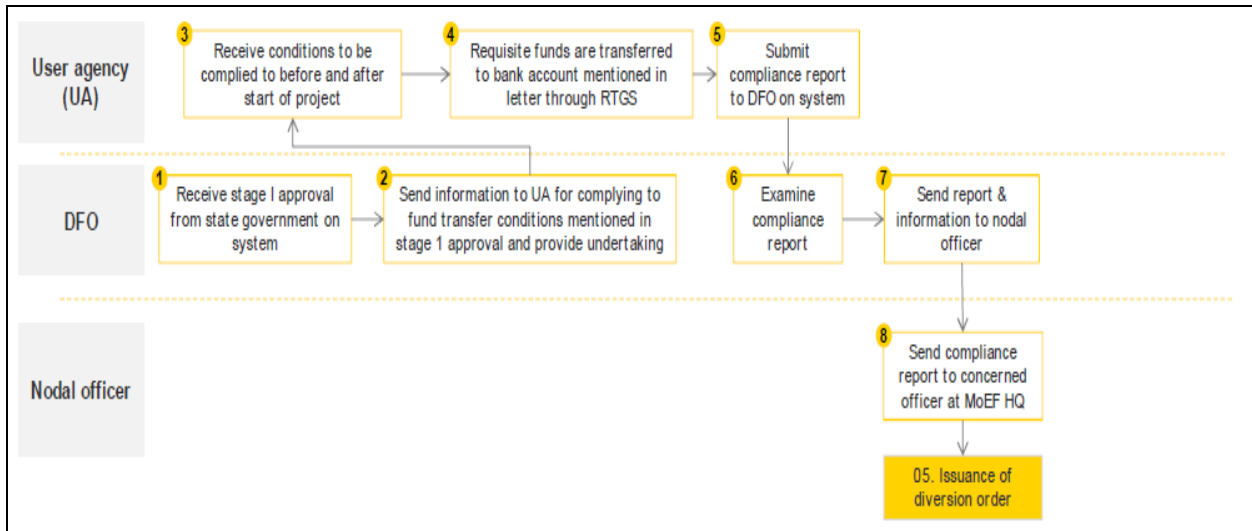 User agency
(UA)
3
Receive conditions to be
complied to before and after
start of project
4
Requisite funds are transferred
to bank account mentioned in
letter through RTGS
5
Submit
compliance report
to DFO on system
DFO
1
Receive stage I approval
from state government on
system
2
Send information to UA for complying to
fund transfer conditions mentioned in
stage 1 approval and provide undertaking
6
Examine
compliance
report
7
Send report &
information to nodal
officer
Nodal officer
8
Send compliance
report to concerned
officer at MoEF HQ
05. Issuance of
diversion order